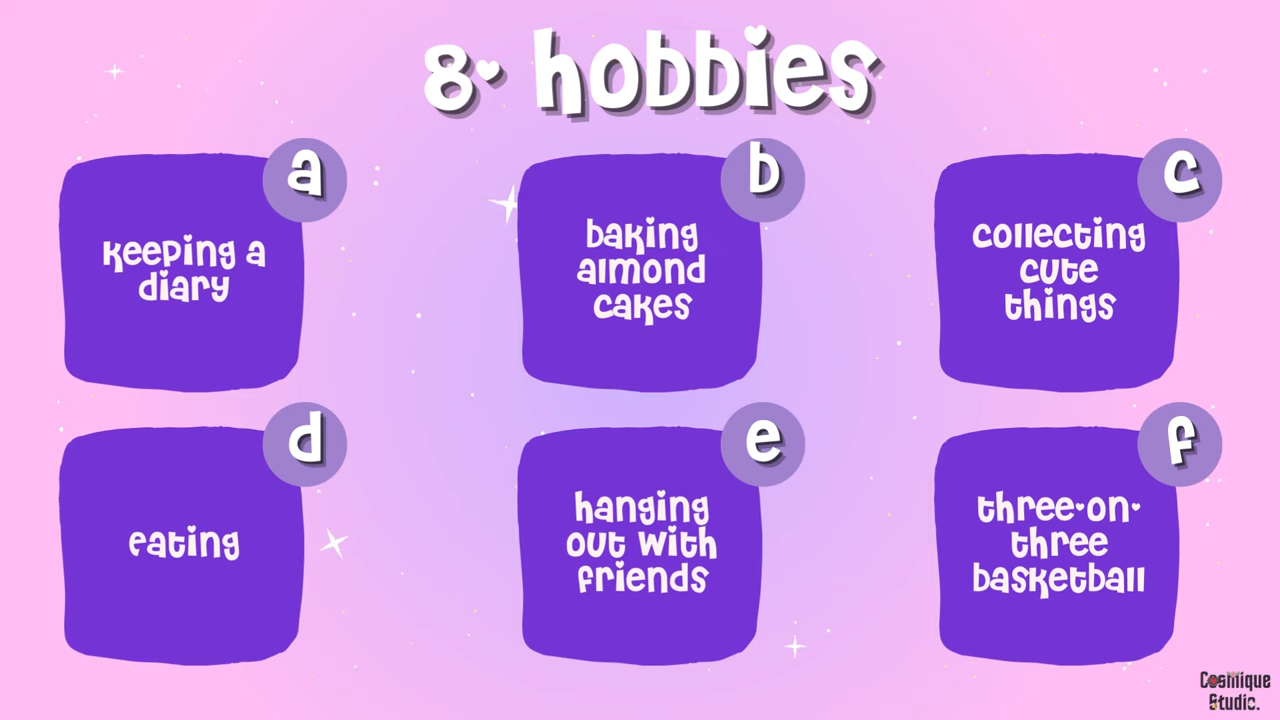 8- hobbies
a
keeping a
diary
b
baking
almond
cakes
c
collecting
cute
things
d
eating
e
hanging
out with
friends
f
three-on-
three
basketball
Cosmique
Studio.